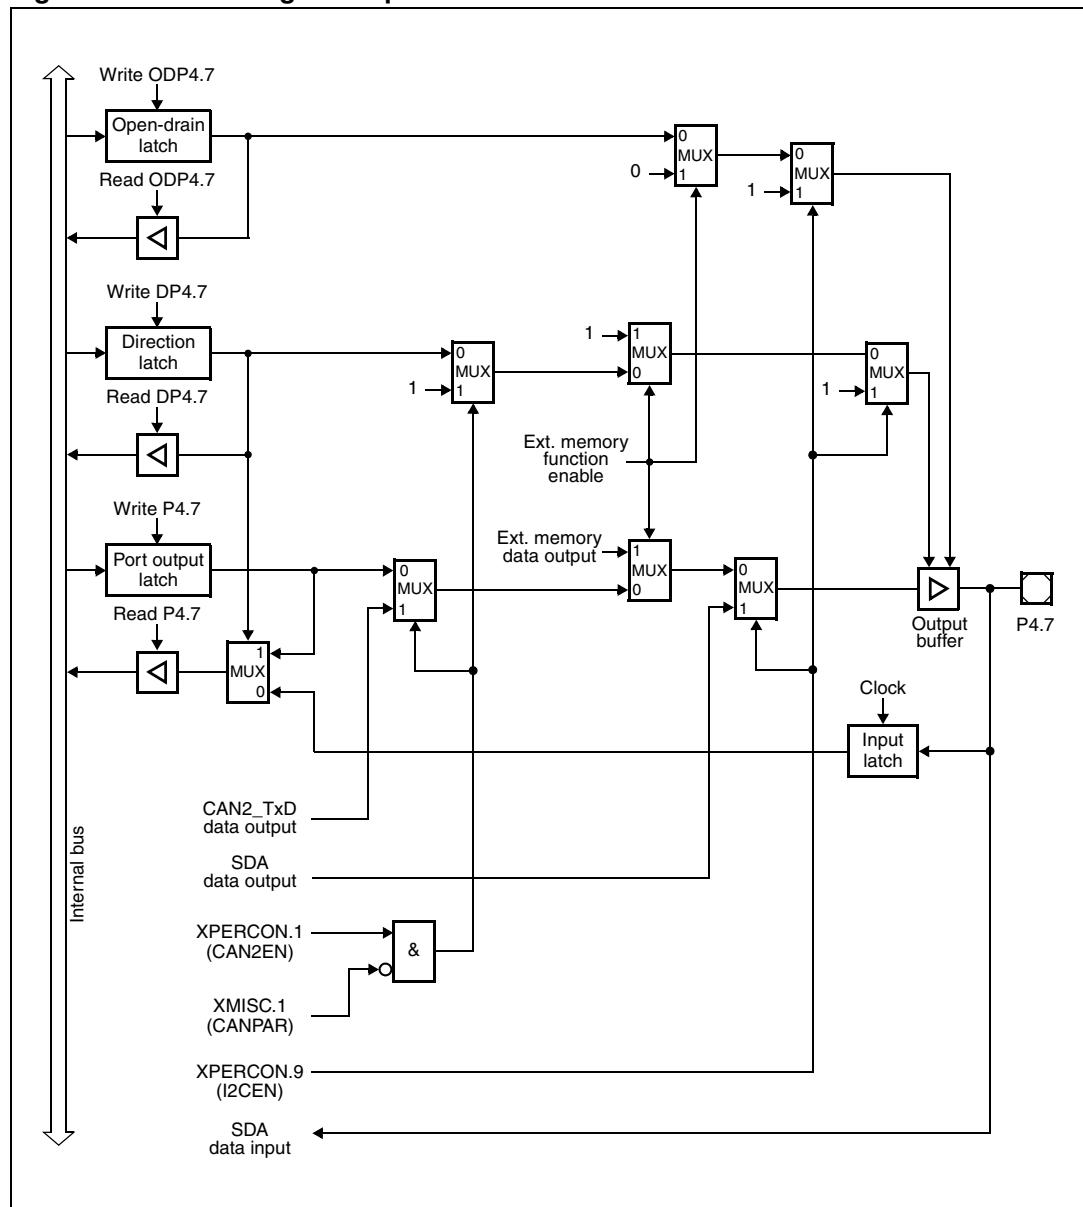 Write ODP4.7
Open-drain
latch
0
MUX
1
0
0
MUX
1
1
Read ODP4.7
Write DP4.7
Direction
latch
0
MUX
1
1
1
1
MUX
0
0
MUX
1
1
Read DP4.7
Ext. memory
function
enable
Write P4.7
Port output
latch
0
MUX
1
Ext. memory
data output
1
MUX
0
0
MUX
1
Output
buffer
P4.7
Read P4.7
1
MUX
0
Clock
Input
latch
CAN2_TxD
data output
SDA
data output
Internal bus
XPERCON.1
(CAN2EN)
&
XMISC.1
(CANPAR)
XPERCON.9
(I2CEN)
SDA
data input